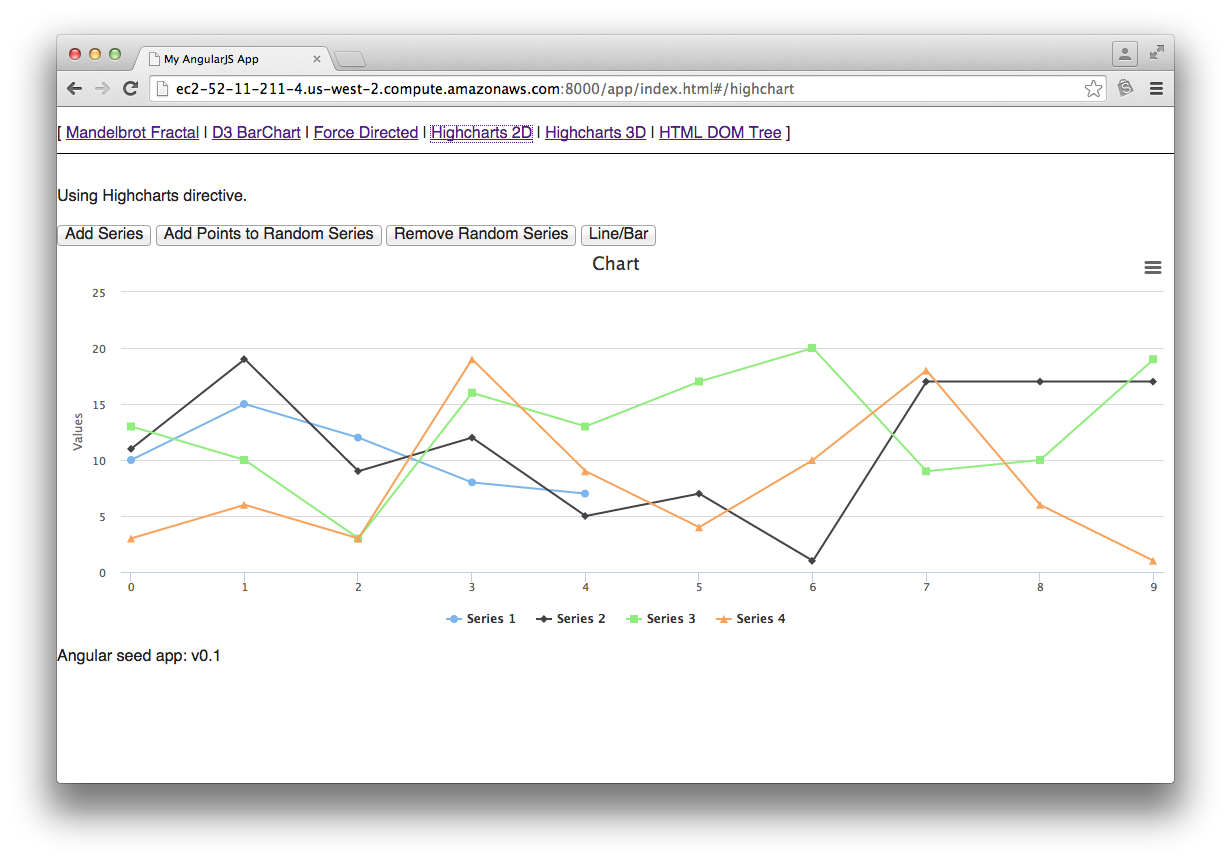 My AngularJS App
ec2-52-11-211-4.us-west-2.compute.amazonaws.com:8000/app/index.html#/highchart
[ Mandelbrot Fractal | D3 BarChart | Force Directed | Highcharts 2D | Highcharts 3D | HTML DOM Tree ]
Using Highcharts directive.
Add Series Add Points to Random Series Remove Random Series Line/Bar
Chart
Values
25
20
15
10
5
0
0 1 2 3 4 5 6 7 8 9
Series 1 Series 2 Series 3 Series 4
Angular seed app: v0.1